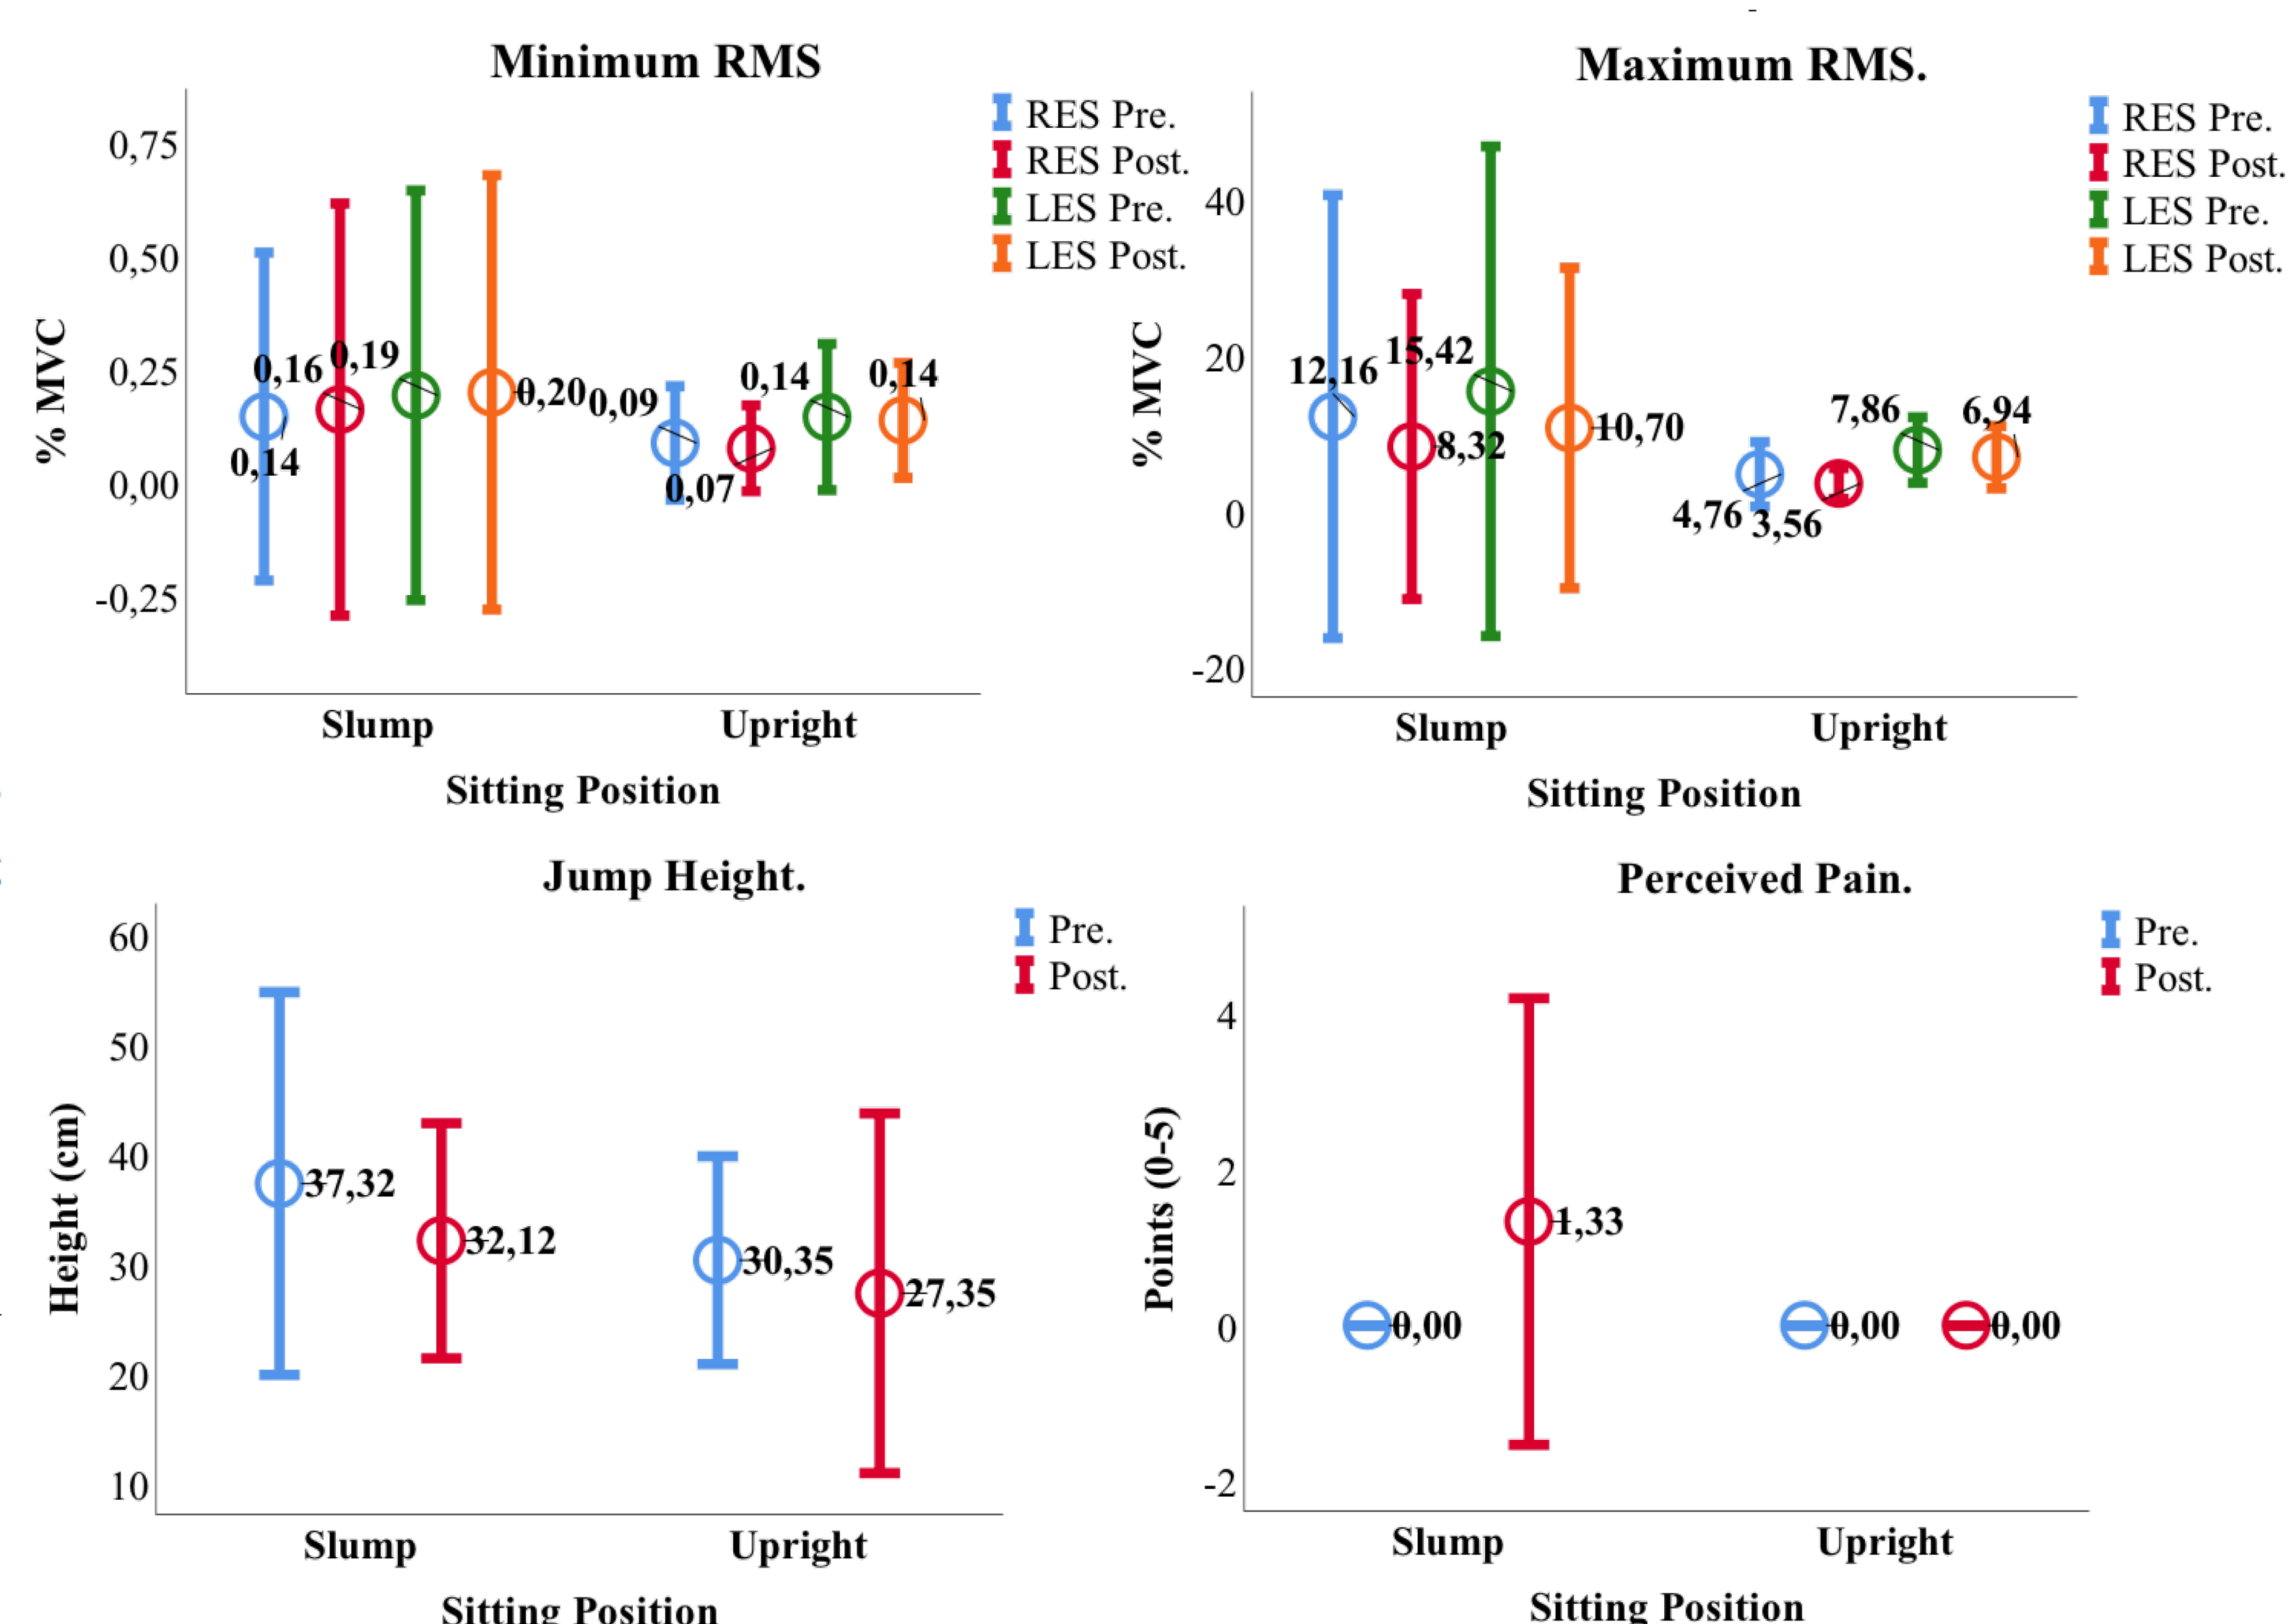 Minimum RMS
RES Pre.
RES Post.
LES Pre.
LES Post.
% MVC
0,75
0,50
0,25
0,00
-0,25
0,14
0,16
0,19
0,20
0,09
0,07
0,14
0,14
Slump
Upright
Sitting Position
Maximum RMS.
RES Pre.
RES Post.
LES Pre.
LES Post.
% MVC
40
20
0
-20
12,16
8,32
15,42
10,70
4,76
3,56
7,86
6,94
Slump
Upright
Sitting Position
Jump Height.
Pre.
Post.
Height (cm)
60
50
40
30
20
10
37,32
32,12
30,35
27,35
Slump
Upright
Sitting Position
Perceived Pain.
Pre.
Post.
Points (0-5)
4
2
0
-2
0,00
1,33
0,00
0,00
Slump
Upright
Sitting Position